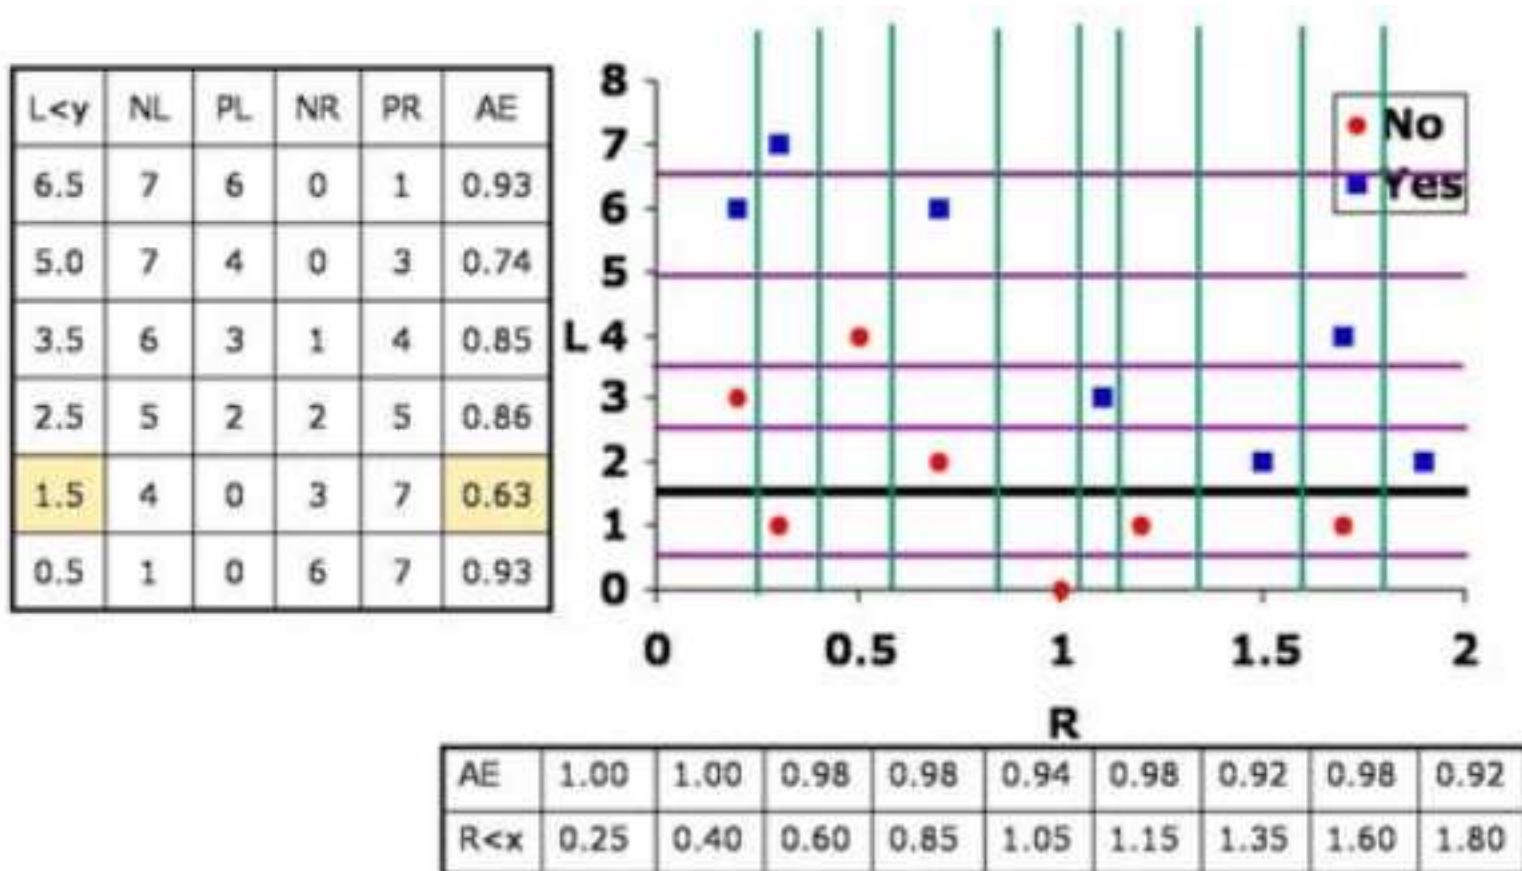 L<y NL PL NR PR AE
6.5 7 6 0 1 0.93
5.0 7 4 0 3 0.74
3.5 6 3 1 4 0.85
2.5 5 2 2 5 0.86
1.5 4 0 3 7 0.63
0.5 1 0 6 7 0.93
8
7
6
5
L 4
3
2
1
0
No
Yes
0 0.5 1 1.5 2
R
AE 1.00 1.00 0.98 0.98 0.94 0.98 0.92 0.98 0.92
R<x 0.25 0.40 0.60 0.85 1.05 1.15 1.35 1.60 1.80